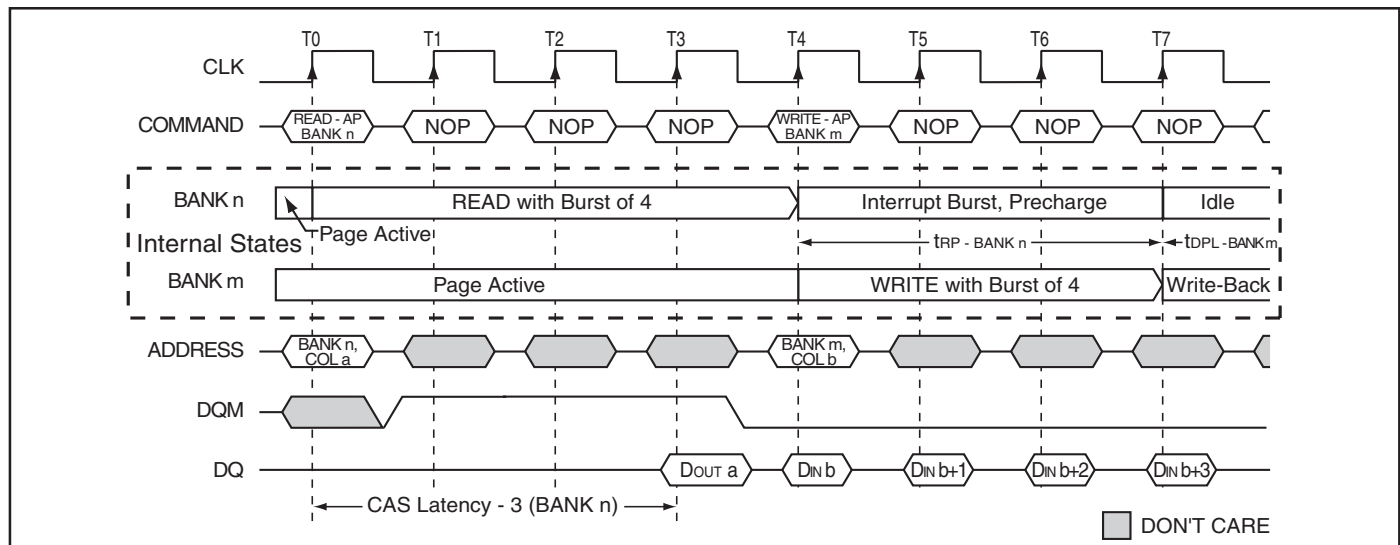 T0 T1 T2 T3 T4 T5 T6 T7
CLK
COMMAND READ - AP NOP NOP NOP WRITE - AP NOP NOP NOP
BANK n BANK m
BANK n READ with Burst of 4 Interrupt Burst, Precharge Idle
Page Active
Internal States tRP - BANK n tDPL - BANK m
BANK m Page Active WRITE with Burst of 4 Write-Back
ADDRESS BANK n, BANK m,
COL a COL b
DQM
DQ DOUT a DIN b DIN b+1 DIN b+2 DIN b+3
CAS Latency - 3 (BANK n)
DON'T CARE